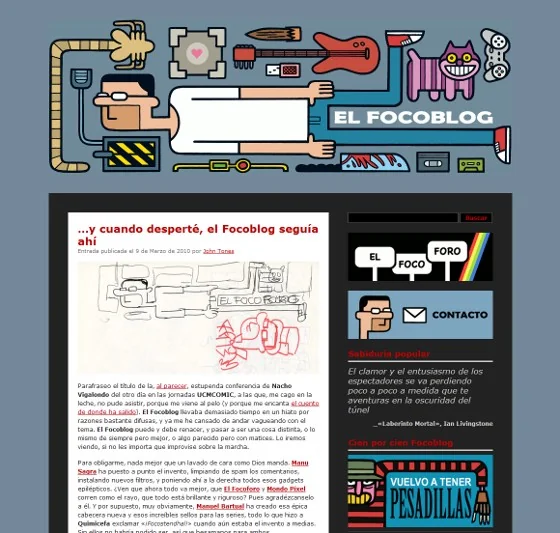 EL FOCOBLOG
...y cuando desperté, el Focoblog seguía
ahí
Entrada publicada el 9 de Marzo de 2010 por John Tones
EL FOCO BLOG
Parafraseo el título de la, al parecer, estupenda conferencia de Nacho
Vigalondo del otro día en las jornadas UCMCOMIC, a las que, me cago en la
leche, no pude asistir, porque me viene al pelo (y porque me encanta el cuento
de donde ha salido). El Focoblog llevaba demasiado tiempo en un hiato por
razones bastante difusas, y ya me he cansado de andar vagueando con el
tema. El Focoblog puede y debe renacer, y pasar a ser una cosa distinta, o lo
mismo de siempre pero mejor, o algo parecido pero con matices. Lo iremos
viendo, si no les importa que improvise sobre la marcha.
Para obligarme, nada mejor que un lavado de cara como Dios manda. Manu
Sagra ha puesto a punto el invento, limpiando de spam los comentarios,
instalando nuevos filtros, y poniendo ahí a la derecha todos esos gadgets
epilépticos. ¿Ven que ahora todo va mejor, que El Focoforo y Mondo Pixel
corren como el rayo, que todo está brillante y riguroso? Pues agradézcanselo
a él. Y por supuesto, muy obviamente, Manuel Bartual ha creado esa épica
cabecera nueva y esos increíbles sellos para las series, todo lo que hizo a
Quimicefa exclamar «¡Focostendhal!» cuando aún estaba el invento a medias.
Sin ellos no habría podido ser, así que besamanos para ambos.
Buscar
EL
FOCO
FORO
CONTACTO
Sabiduría popular
El clamor y el entusiasmo de los
espectadores se va perdiendo
poco a poco a medida que te
aventuras en la oscuridad del
túnel
_«Laberinto Mortal», Ian Livingstone
Cien por cien Focoblog
VUELVO A TENER
PESADILLAS